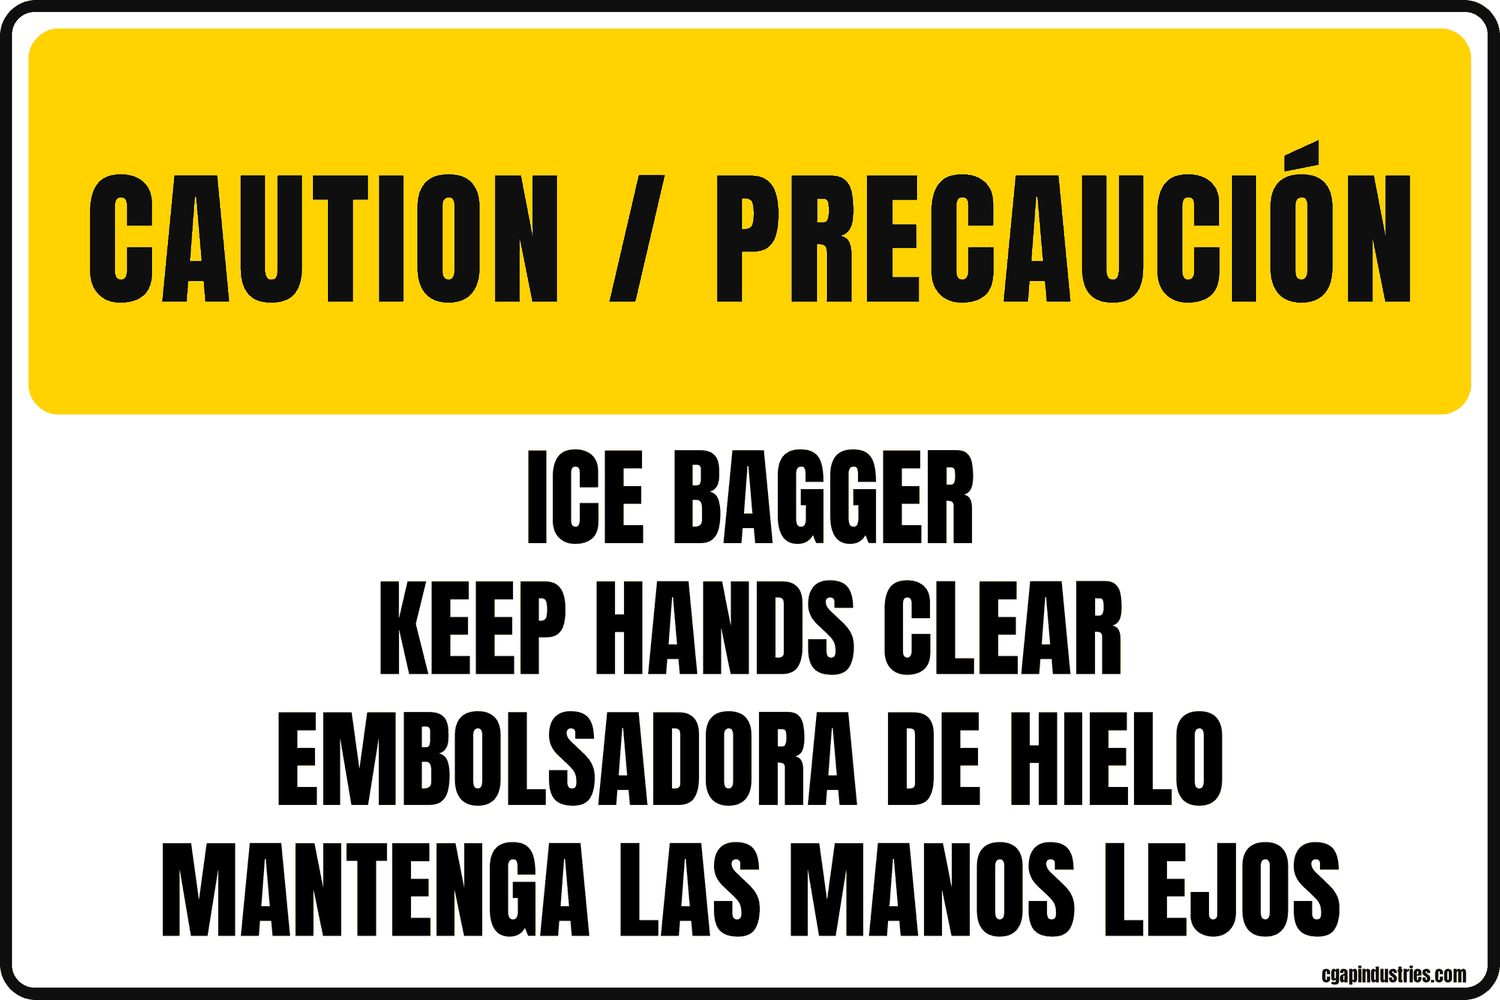 CAUTION / PRECAUCIÓN
ICE BAGGER
KEEP HANDS CLEAR
EMBOLSADORA DE HIELO
MANTENGA LAS MANOS LEJOS
cgapindustries.com